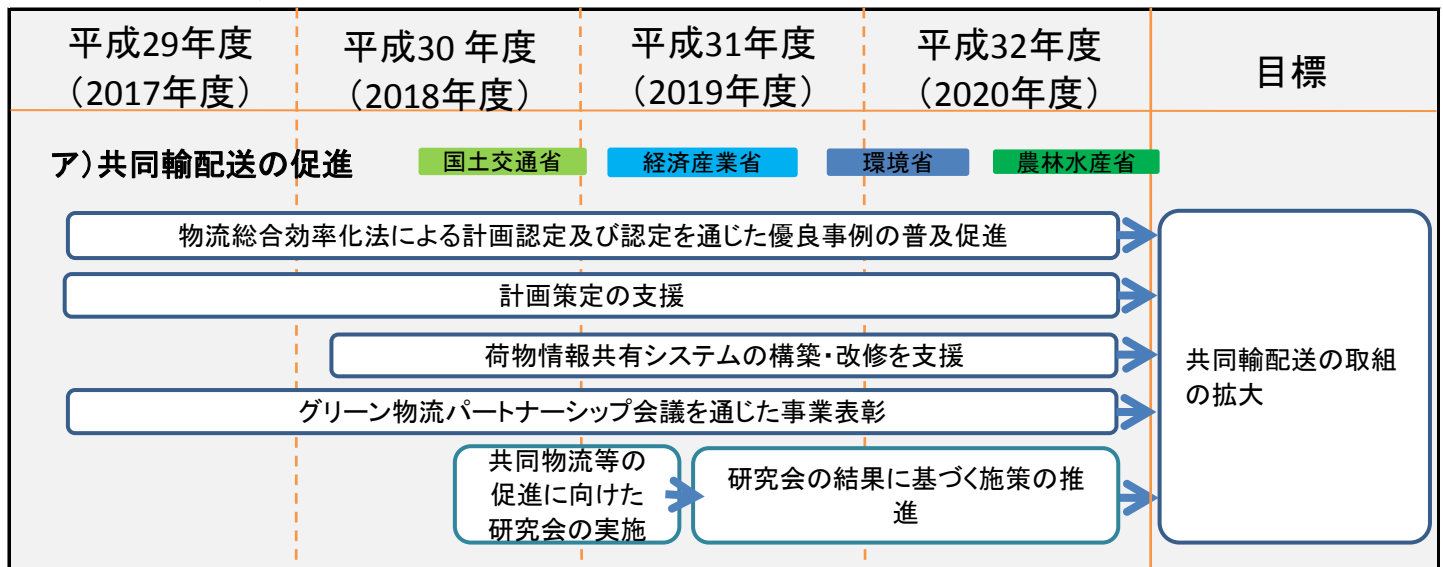 平成29年度
（2017年度）
平成30 年度
（2018年度）
平成31年度
（2019年度）
平成32年度
（2020年度）
目標
ア）共同輸配送の促進
国土交通省
経済産業省
環境省
農林水産省
物流総合効率化法による計画認定及び認定を通じた優良事例の普及促進
計画策定の支援
荷物情報共有システムの構築・改修を支援
グリーン物流パートナーシップ会議を通じた事業表彰
共同物流等の
促進に向けた
研究会の実施
研究会の結果に基づく施策の推
進
共同輸配送の取組
の拡大